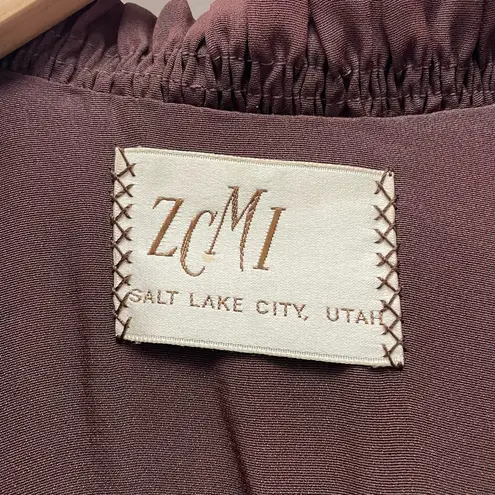 ZCMI
SALT LAKE CITY, UTAH